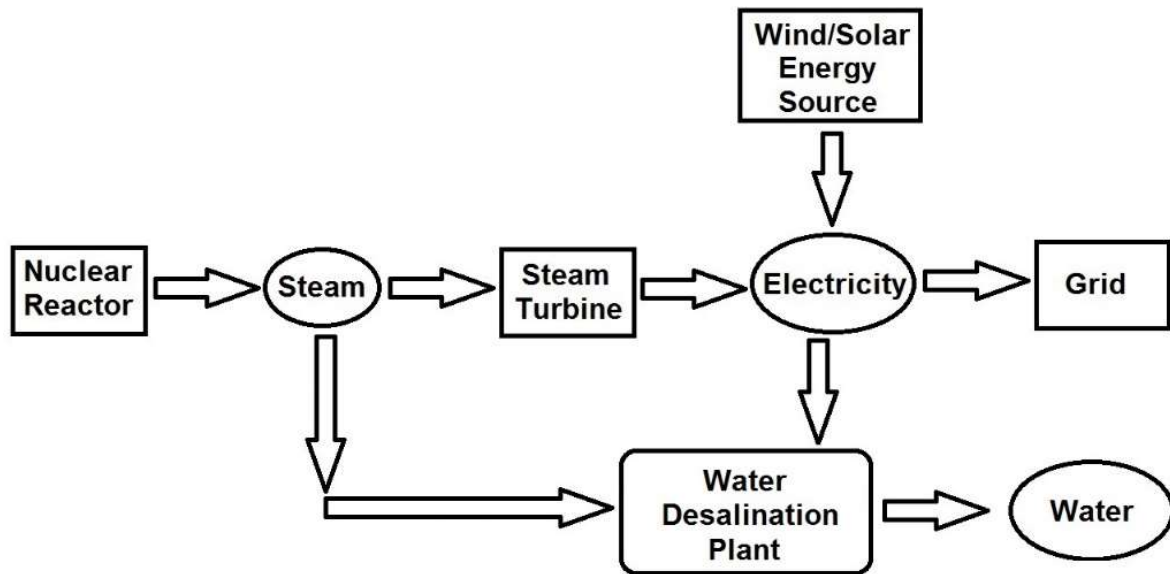 Wind/Solar
Energy
Source
Nuclear
Reactor
Steam
Steam
Turbine
Electricity
Grid
Water
Desalination
Plant
Water